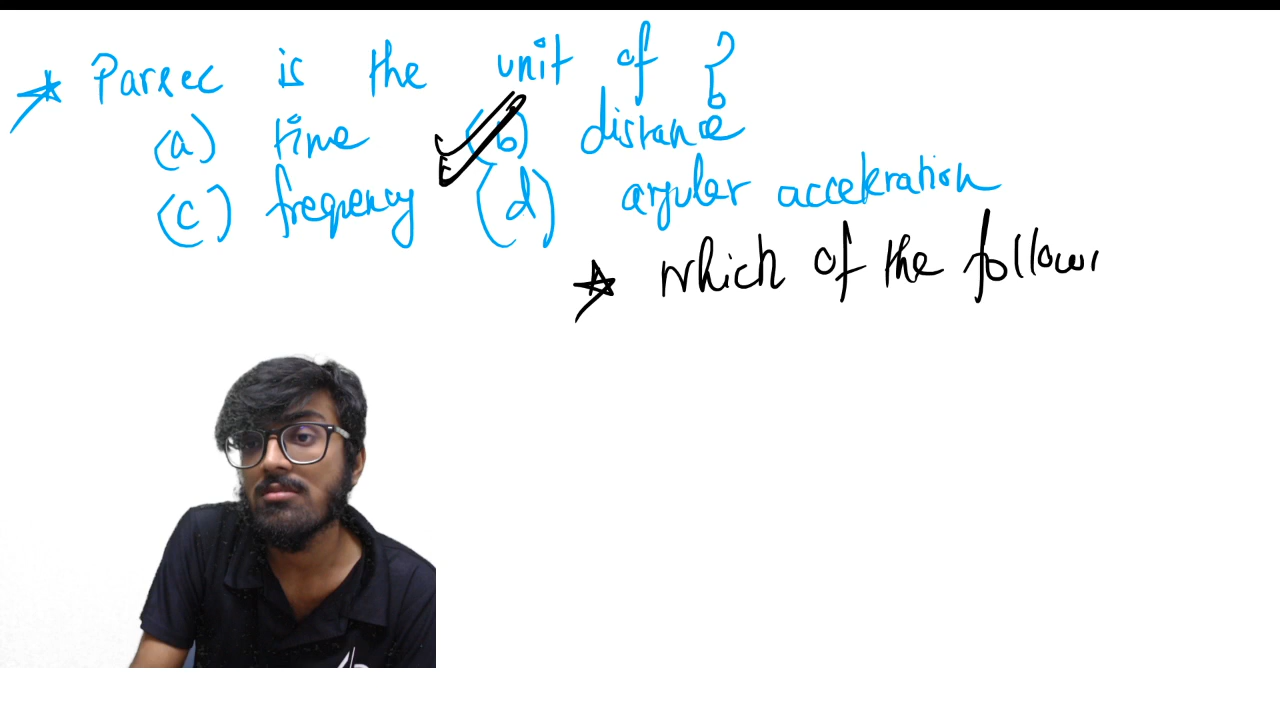 * Parsec is the unit of ?
(a) time (b) distance
(c) frequency (d) angular acceleration
* which of the follow